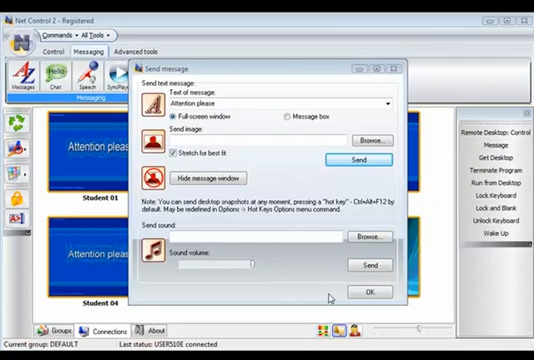 Net Control 2 - Registered
Commands All Tools
Control Messaging Advanced tools
Messages Chat Speech SyncPlay
Messaging
Send message
Send text message:
Text of message:
Attention please
Full-screen window Message box
Send image:
Browse...
Stretch for best fit
Send
Hide message window
Note: You can send desktop snapshots at any moment, pressing a "hot key" - Ctrl+Alt+F12 by
default. May be redefined in Options -> Hot Keys Options menu command.
Send sound:
Browse...
Sound volume:
Send
OK
Attention please
Student 01
Attention please
Student 04
Remote Desktop: Control
Message
Get Desktop
Terminate Program
Run from Desktop
Lock Keyboard
Lock and Blank
Unlock Keyboard
Wake Up
Groups Connections About
Current group: DEFAULT Last status: USER510E connected